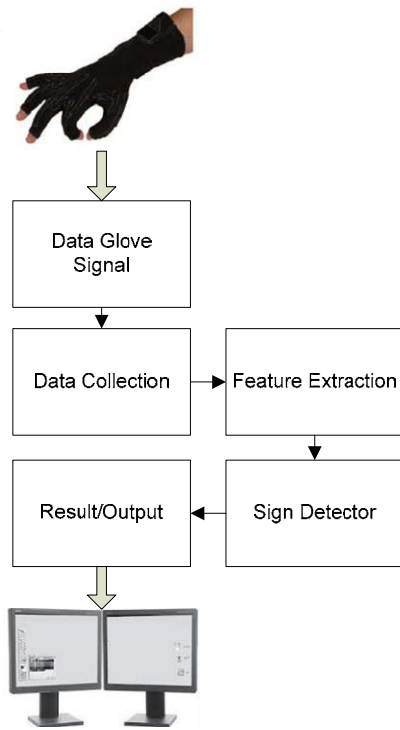 Data Glove
Signal
Data Collection
Feature Extraction
Sign Detector
Result/Output